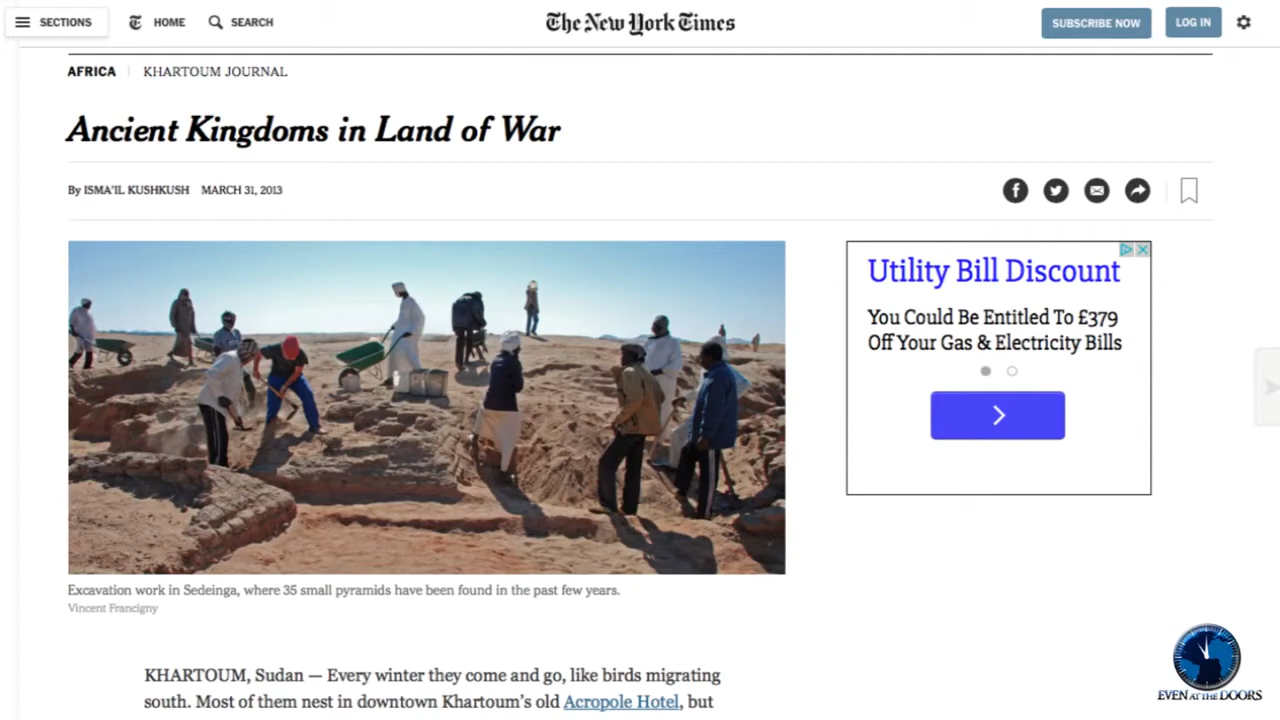 SECTIONS HOME SEARCH The New York Times SUBSCRIBE NOW LOG IN
AFRICA KHARTOUM JOURNAL
Ancient Kingdoms in Land of War
By ISMA'IL KUSHKUSH MARCH 31, 2013
Utility Bill Discount
You Could Be Entitled To £379
Off Your Gas & Electricity Bills
Excavation work in Sedeinga, where 35 small pyramids have been found in the past few years.
Vincent Francigny
KHARTOUM, Sudan — Every winter they come and go, like birds migrating
south. Most of them nest in downtown Khartoum's old Acropole Hotel, but
EVEN AT THE DOORS